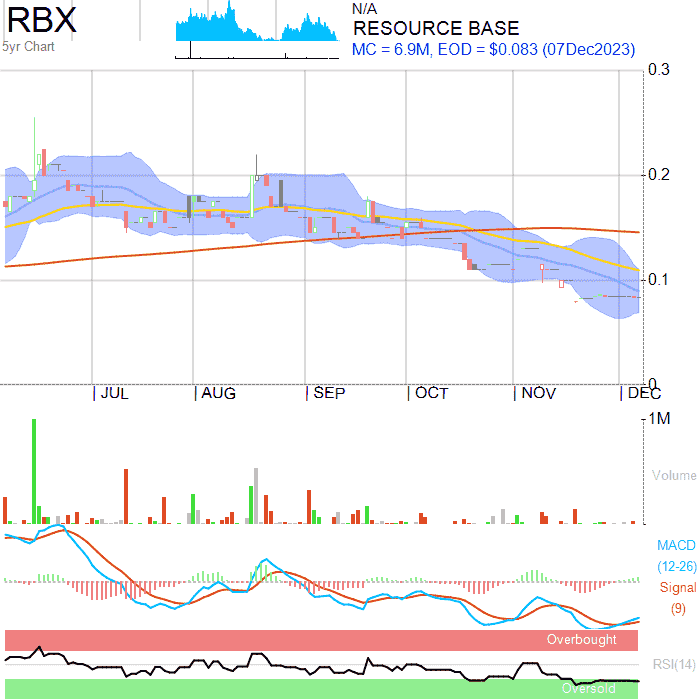 RBX
5yr Chart
N/A
RESOURCE BASE
MC = 6.9M, EOD = $0.083 (07Dec2023)
0.3
0.2
0.1
0
JUL AUG SEP OCT NOV DEC
1M
Volume
MACD
(12-26)
Signal
(9)
Overbought
RSI(14)
Oversold